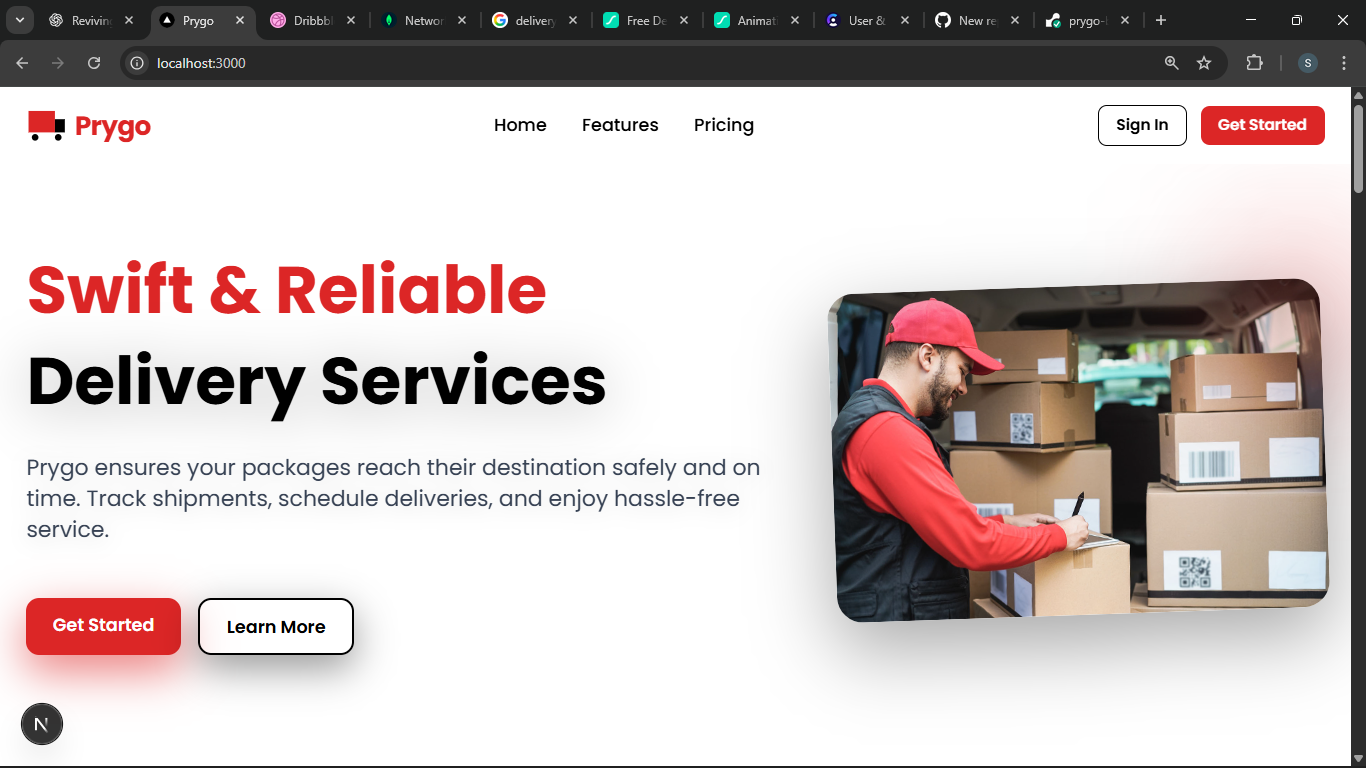 Revivin
Prygo
Dribbbl
Networ
delivery
Free De
Animati
User &
New re
prygo-l
localhost:3000
S
Prygo
Home
Features
Pricing
Sign In
Get Started
Swift & Reliable
Delivery Services
Prygo ensures your packages reach their destination safely and on
time. Track shipments, schedule deliveries, and enjoy hassle-free
service.
Get Started
Learn More
N